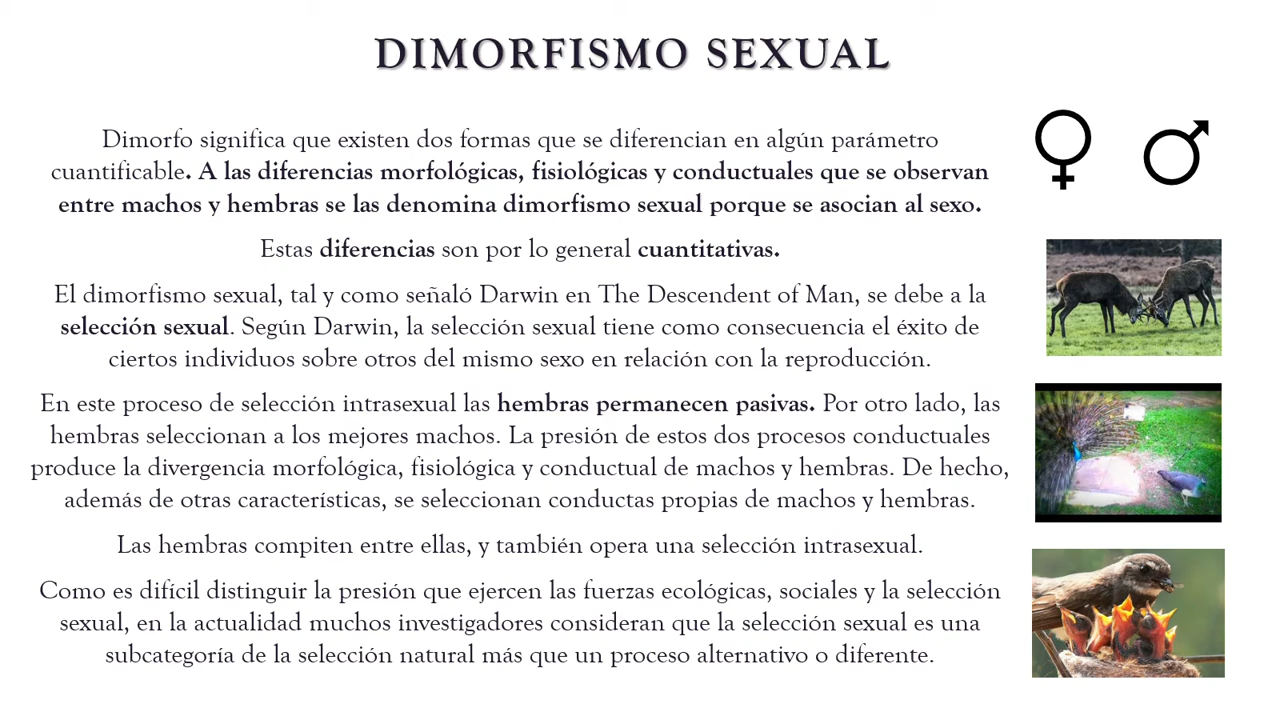 DIMORFISMO SEXUAL
Dimorfo significa que existen dos formas que se diferencian en algún parámetro
cuantificable. A las diferencias morfológicas, fisiológicas y conductuales que se observan
entre machos y hembras se las denomina dimorfismo sexual porque se asocian al sexo.
Estas diferencias son por lo general cuantitativas.
El dimorfismo sexual, tal y como señaló Darwin en The Descendent of Man, se debe a la
selección sexual. Según Darwin, la selección sexual tiene como consecuencia el éxito de
ciertos individuos sobre otros del mismo sexo en relación con la reproducción.
En este proceso de selección intrasexual las hembras permanecen pasivas. Por otro lado, las
hembras seleccionan a los mejores machos. La presión de estos dos procesos conductuales
produce la divergencia morfológica, fisiológica y conductual de machos y hembras. De hecho,
además de otras características, se seleccionan conductas propias de machos y hembras.
Las hembras compiten entre ellas, y también opera una selección intrasexual.
Como es difícil distinguir la presión que ejercen las fuerzas ecológicas, sociales y la selección
sexual, en la actualidad muchos investigadores consideran que la selección sexual es una
subcategoría de la selección natural más que un proceso alternativo o diferente.